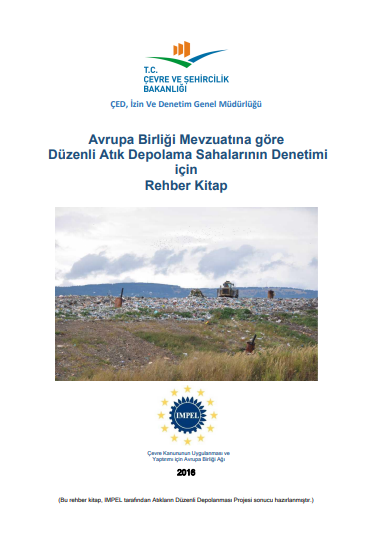 T.C.
ÇEVRE VE ŞEHİRCİLİK
BAKANLIĞI
ÇED, İzin Ve Denetim Genel Müdürlüğü
Avrupa Birliği Mevzuatına göre
Düzenli Atık Depolama Sahalarının Denetimi
için
Rehber Kitap
IMPEL
Çevre Kanununun Uygulanması ve
Yaptırımı için Avrupa Birliği Ağı
2016
(Bu rehber kitap, IMPEL tarafından Atıkların Düzenli Depolanması Projesi sonucu hazırlanmıştır.)